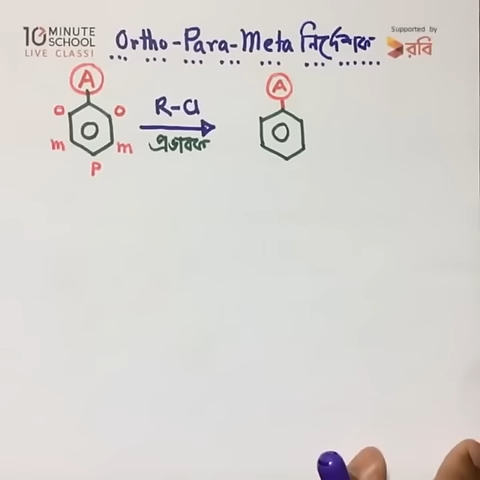 10 MINUTE SCHOOL
LIVE CLASS!
Ortho-Para-Meta নির্দেশক
Supported by
রবি
A
o o
m m
P
R-Cl
প্রভাবক
A